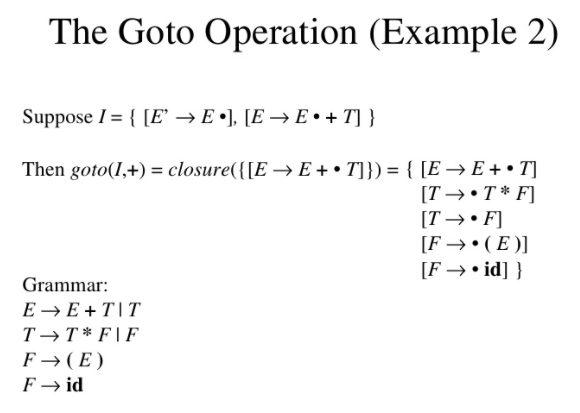 The Goto Operation (Example 2)
Suppose I = { [E’ → E •], [E → E • + T] }
Then goto(I,+) = closure({[E → E + • T]}) = { [E → E + • T]
[T → • T * F]
[T → • F]
[F → • ( E )]
[F → • id] }
Grammar:
E → E + T | T
T → T * F | F
F → ( E )
F → id